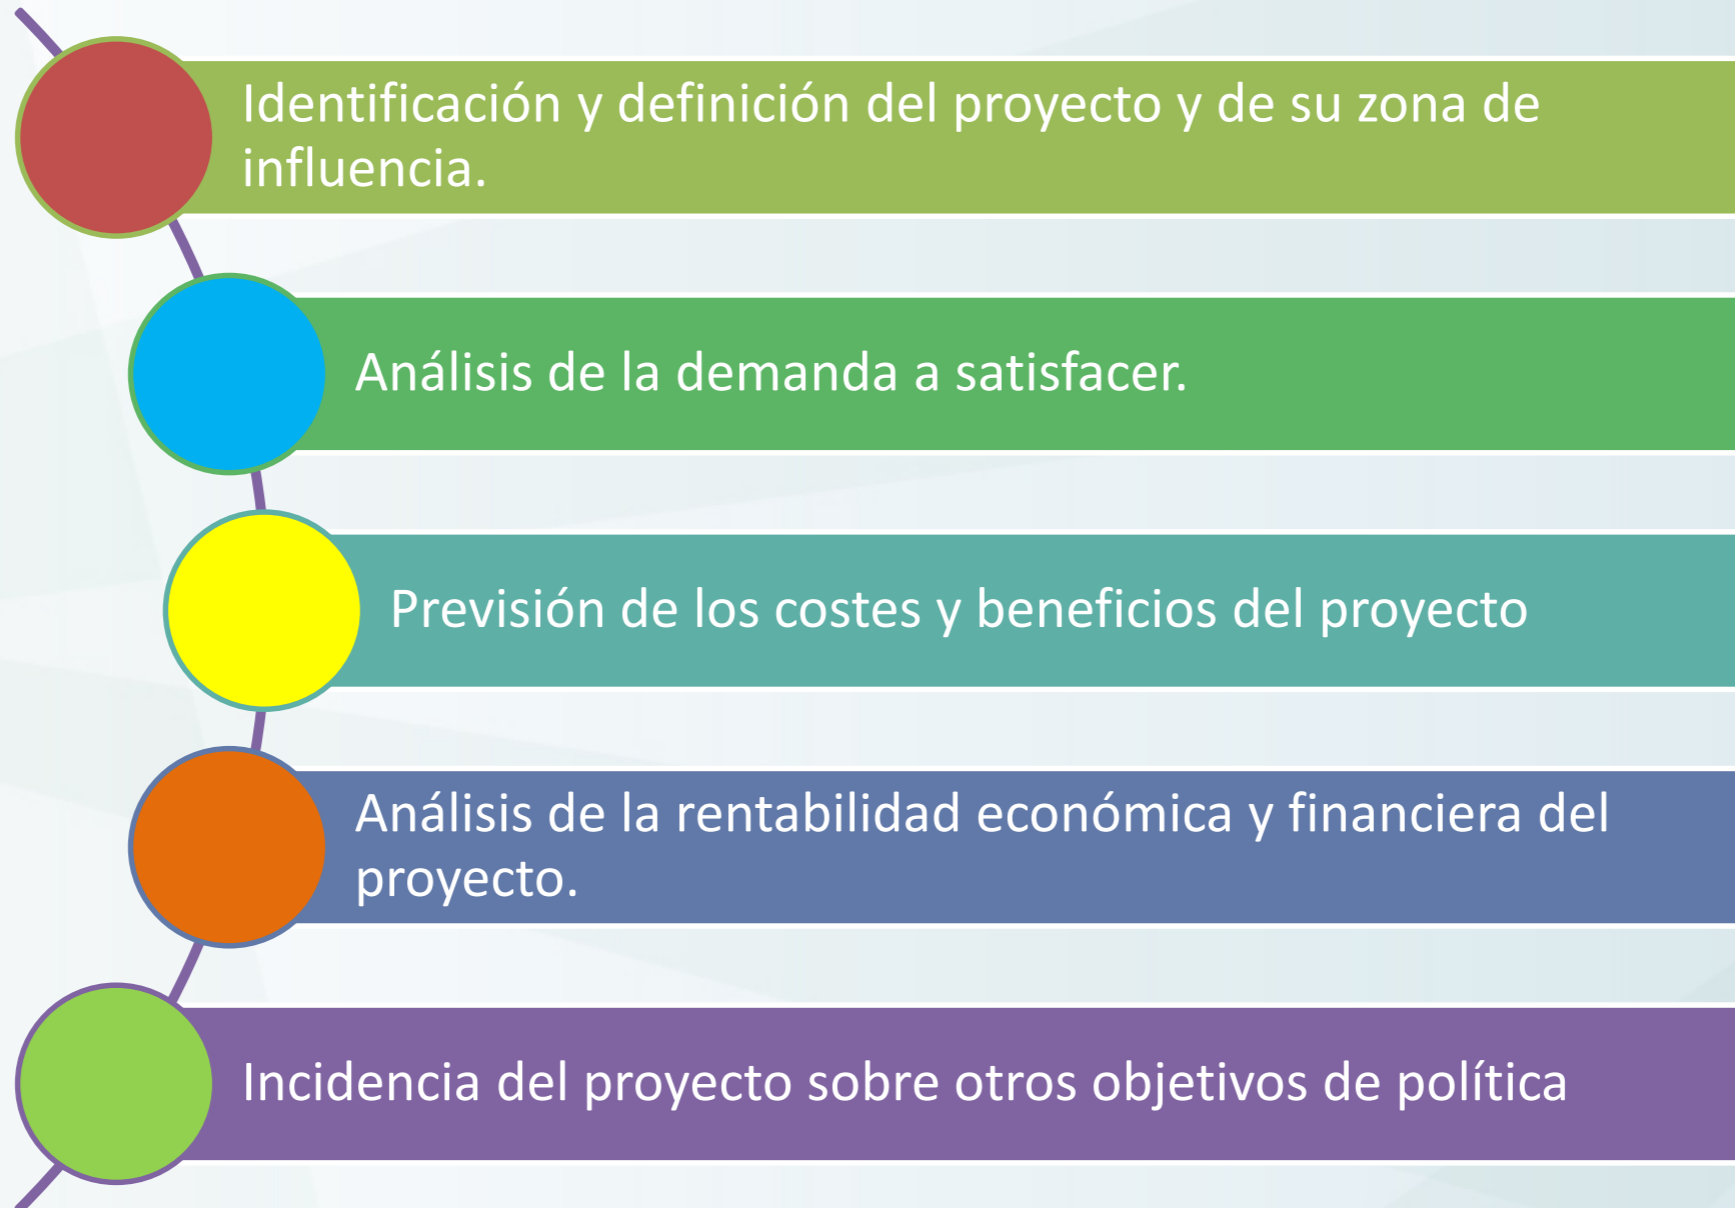 Identificación y definición del proyecto y de su zona de
influencia.
Análisis de la demanda a satisfacer.
Previsión de los costes y beneficios del proyecto
Análisis de la rentabilidad económica y financiera del
proyecto.
Incidencia del proyecto sobre otros objetivos de política